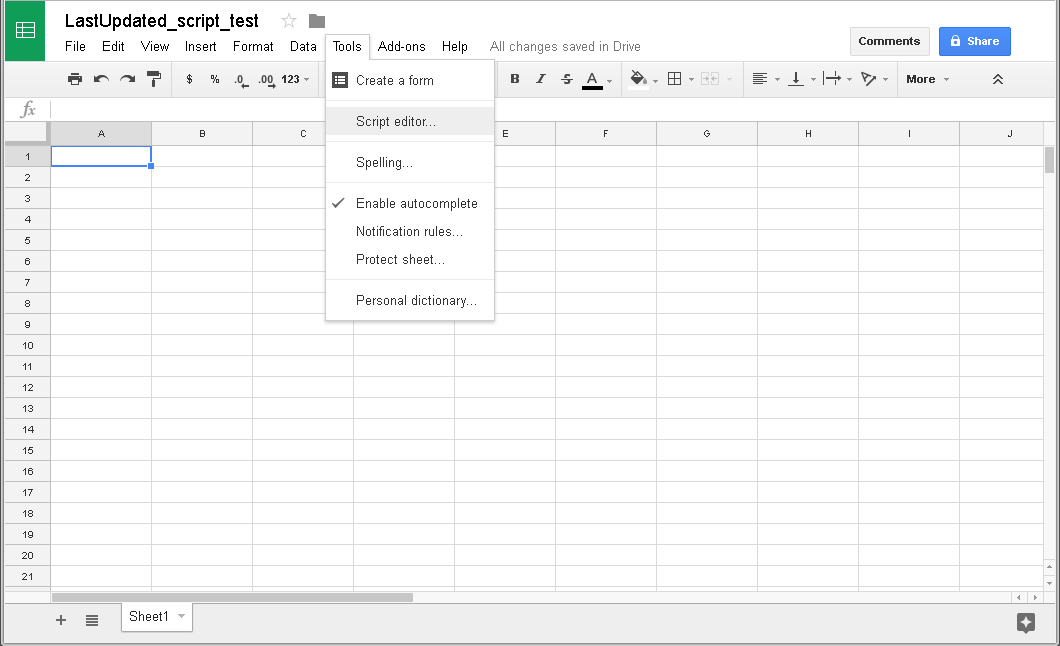 LastUpdated_script_test
File Edit View Insert Format Data Tools Add-ons Help All changes saved in Drive
Comments Share
$ % .0 .00 123 B I S A More
fx
Create a form
Script editor...
Spelling...
Enable autocomplete
Notification rules...
Protect sheet...
Personal dictionary...
A B C E F G H I J
1
2
3
4
5
6
7
8
9
10
11
12
13
14
15
16
17
18
19
20
21
Sheet1